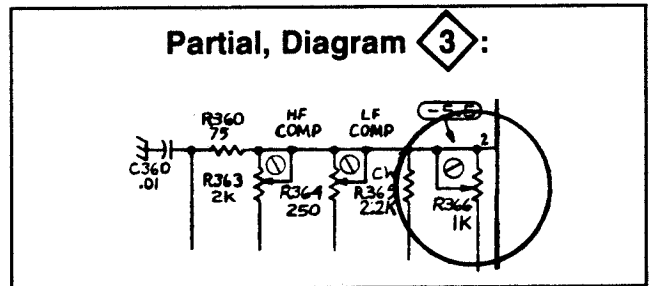 Partial, Diagram 3:
-5.6
R360
75
HF
COMP
LF
COMP
2
C360
.01
R363
2K
R364
250
CW
R365
2.2K
R366
1K